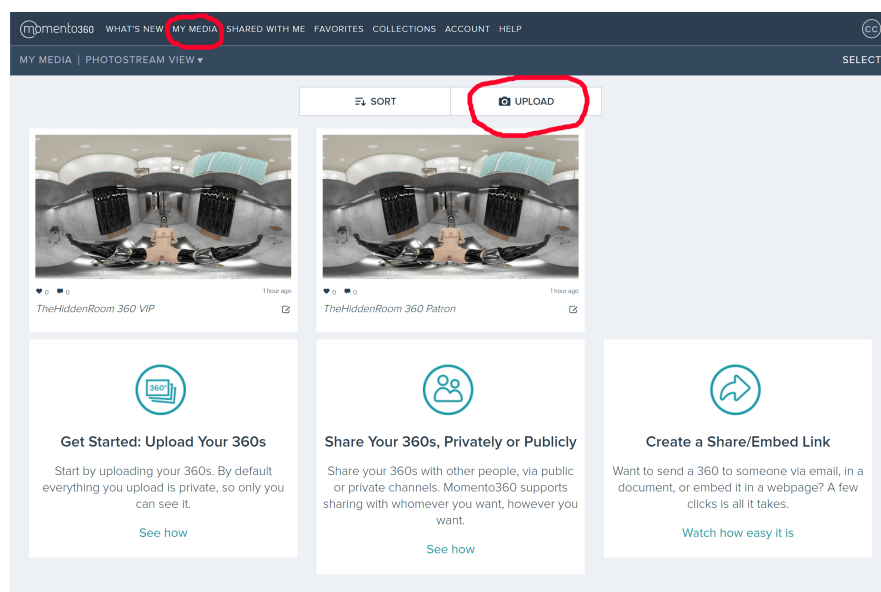 momento360 WHAT'S NEW MY MEDIA SHARED WITH ME FAVORITES COLLECTIONS ACCOUNT HELP CC
MY MEDIA | PHOTOSTREAM VIEW ▾ SELECT
SORT UPLOAD
0 0 1 hour ago 0 0 1 hour ago
TheHiddenRoom 360 VIP TheHiddenRoom 360 Patron
360°
Get Started: Upload Your 360s
Start by uploading your 360s. By default
everything you upload is private, so only you
can see it.
See how
Share Your 360s, Privately or Publicly
Share your 360s with other people, via public
or private channels. Momento360 supports
sharing with whomever you want, however you
want.
See how
Create a Share/Embed Link
Want to send a 360 to someone via email, in a
document, or embed it in a webpage? A few
clicks is all it takes.
Watch how easy it is